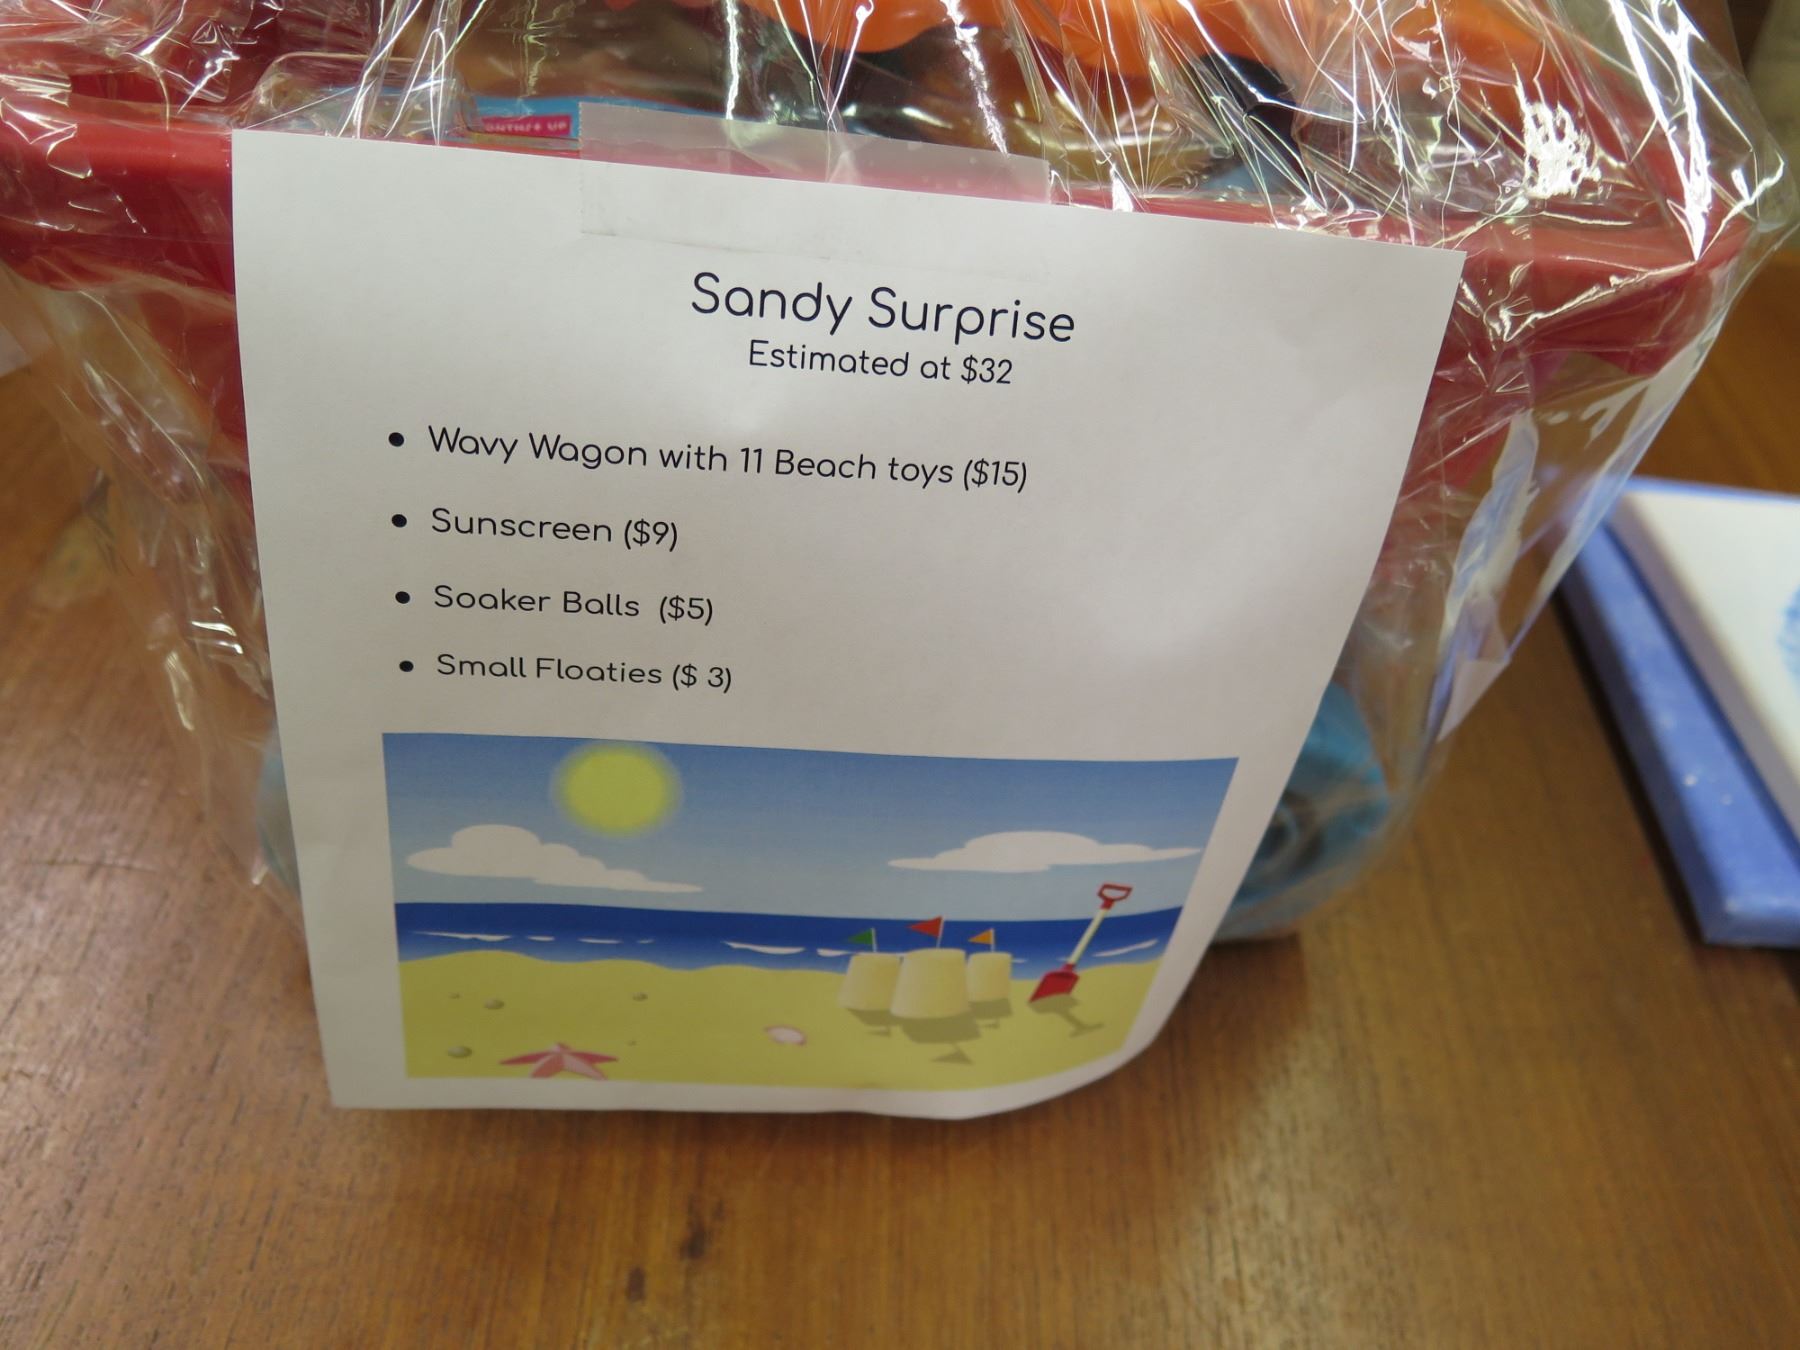 Sandy Surprise
Estimated at $32
• Wavy Wagon with 11 Beach toys ($15)
• Sunscreen ($9)
• Soaker Balls ($5)
• Small Floaties ($ 3)